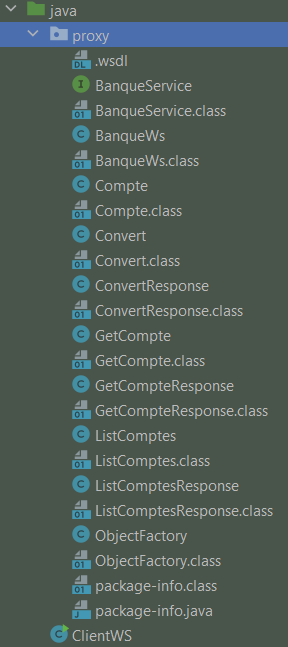 java
proxy
.wsdl
BanqueService
BanqueService.class
BanqueWs
BanqueWs.class
Compte
Compte.class
Convert
Convert.class
ConvertResponse
ConvertResponse.class
GetCompte
GetCompte.class
GetCompteResponse
GetCompteResponse.class
ListComptes
ListComptes.class
ListComptesResponse
ListComptesResponse.class
ObjectFactory
ObjectFactory.class
package-info.class
package-info.java
ClientWS